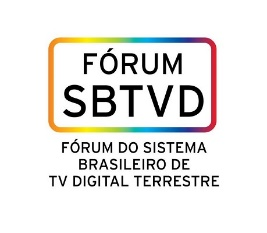 FÓRUM
SBTVD
FÓRUM DO SISTEMA
BRASILEIRO DE
TV DIGITAL TERRESTRE